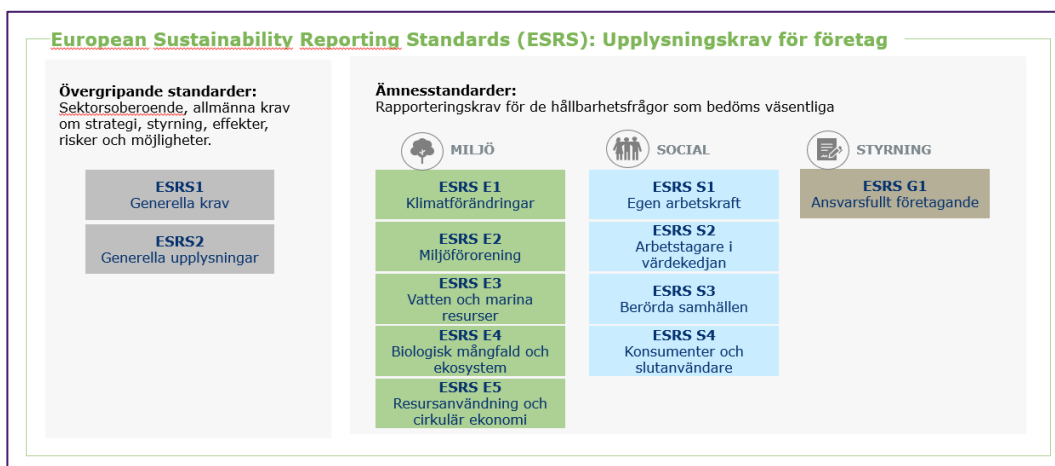 European Sustainability Reporting Standards (ESRS): Upplysningskrav för företag
Övergripande standarder:
Sektorsoberoende, allmänna krav
om strategi, styrning, effekter,
risker och möjligheter.
ESRS1
Generella krav
ESRS2
Generella upplysningar
Ämnesstandarder:
Rapporteringskrav för de hållbarhetsfrågor som bedöms väsentliga
MILJÖ
ESRS E1
Klimatförändringar
ESRS E2
Miljöförorening
ESRS E3
Vatten och marina
resurser
ESRS E4
Biologisk mångfald och
ekosystem
ESRS E5
Resursanvändning och
cirkulär ekonomi
SOCIAL
ESRS S1
Egen arbetskraft
ESRS S2
Arbetstagare i
värdekedjan
ESRS S3
Berörda samhällen
ESRS S4
Konsumenter och
slutanvändare
STYRNING
ESRS G1
Ansvarsfullt företagande